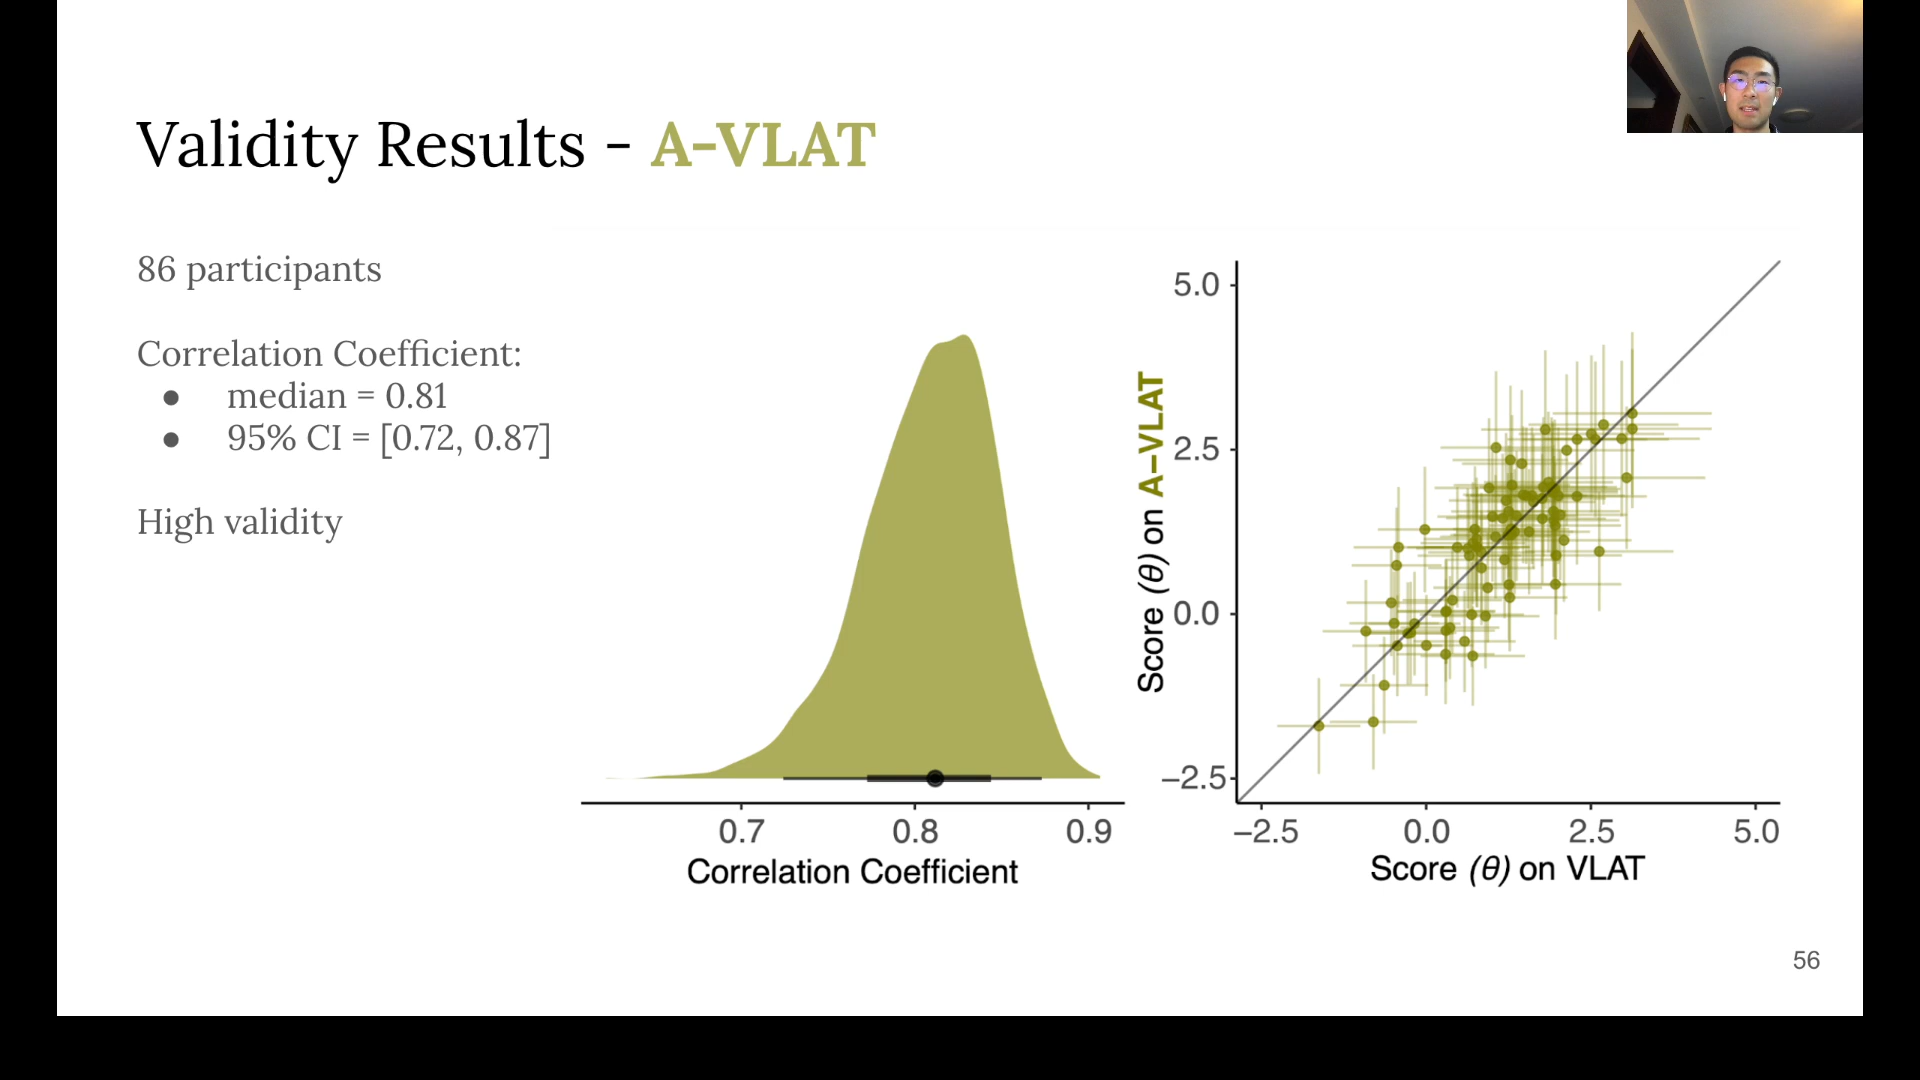 Validity Results - A-VLAT
86 participants
Correlation Coefficient:
● median = 0.81
● 95% CI = [0.72, 0.87]
High validity
0.7 0.8 0.9
Correlation Coefficient
Score (θ) on A−VLAT
5.0
2.5
0.0
−2.5
−2.5 0.0 2.5 5.0
Score (θ) on VLAT
56